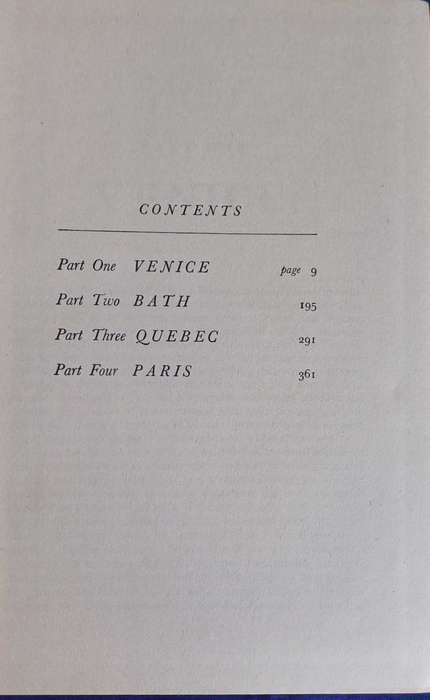 CONTENTS
Part One VENICE page 9
Part Two BATH 195
Part Three QUEBEC 291
Part Four PARIS 361